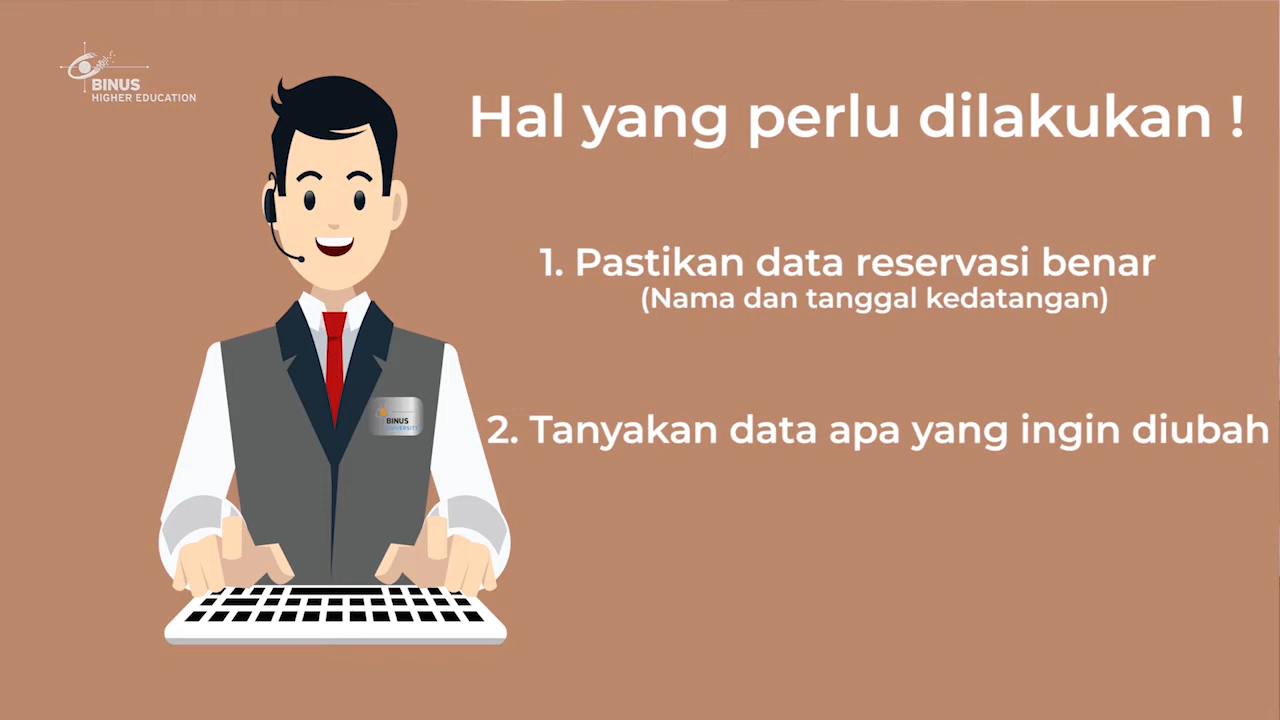 BINUS
HIGHER EDUCATION
Hal yang perlu dilakukan !
1. Pastikan data reservasi benar
(Nama dan tanggal kedatangan)
2. Tanyakan data apa yang ingin diubah
BINUS
UNIVERSITY